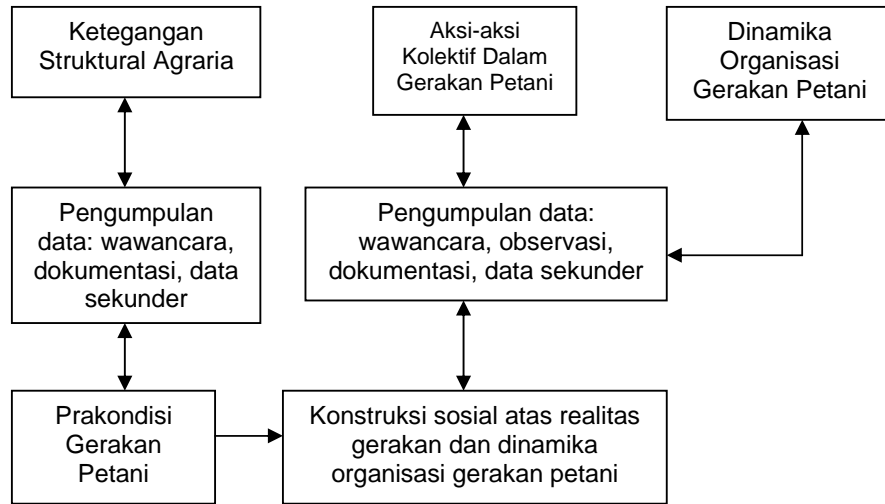 Ketegangan
Struktural Agraria
Aksi-aksi
Kolektif Dalam
Gerakan Petani
Dinamika
Organisasi
Gerakan Petani
Pengumpulan
data: wawancara,
dokumentasi, data
sekunder
Pengumpulan data:
wawancara, observasi,
dokumentasi, data sekunder
Prakondisi
Gerakan
Petani
Konstruksi sosial atas realitas
gerakan dan dinamika
organisasi gerakan petani